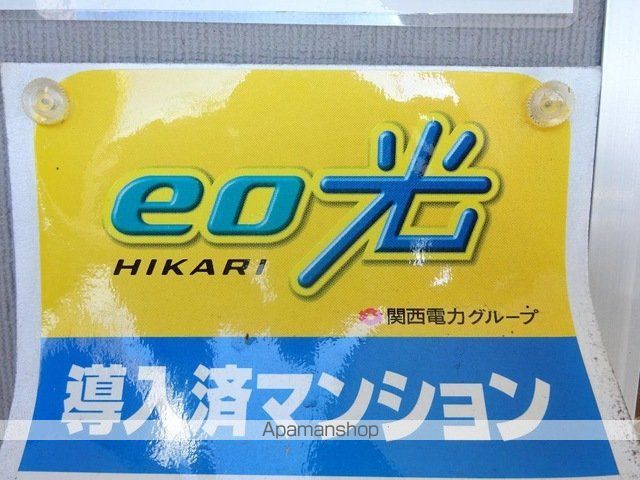 eo光
HIKARI
関西電力グループ
導入済マンション
Apamanshop